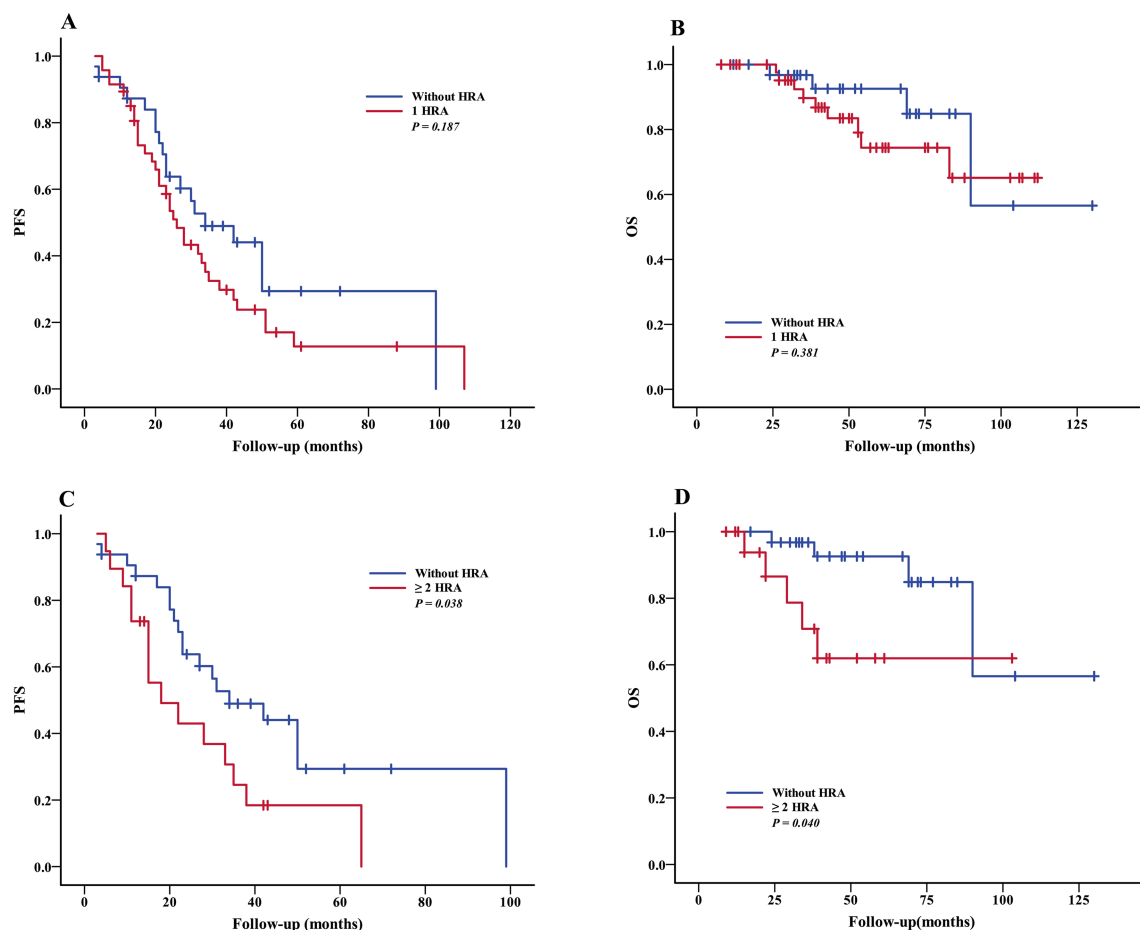 A
1.0
0.8
0.6
0.4
0.2
0.0
PFS
Without HRA
1 HRA
P = 0.187
0 20 40 60 80 100 120
Follow-up (months)
B
1.0
0.8
0.6
0.4
0.2
0.0
OS
Without HRA
1 HRA
P = 0.381
0 25 50 75 100 125
Follow-up (months)
C
1.0
0.8
0.6
0.4
0.2
0.0
PFS
Without HRA
≥ 2 HRA
P = 0.038
0 20 40 60 80 100
Follow-up (months)
D
1.0
0.8
0.6
0.4
0.2
0.0
OS
Without HRA
≥ 2 HRA
P = 0.040
0 25 50 75 100 125
Follow-up(months)